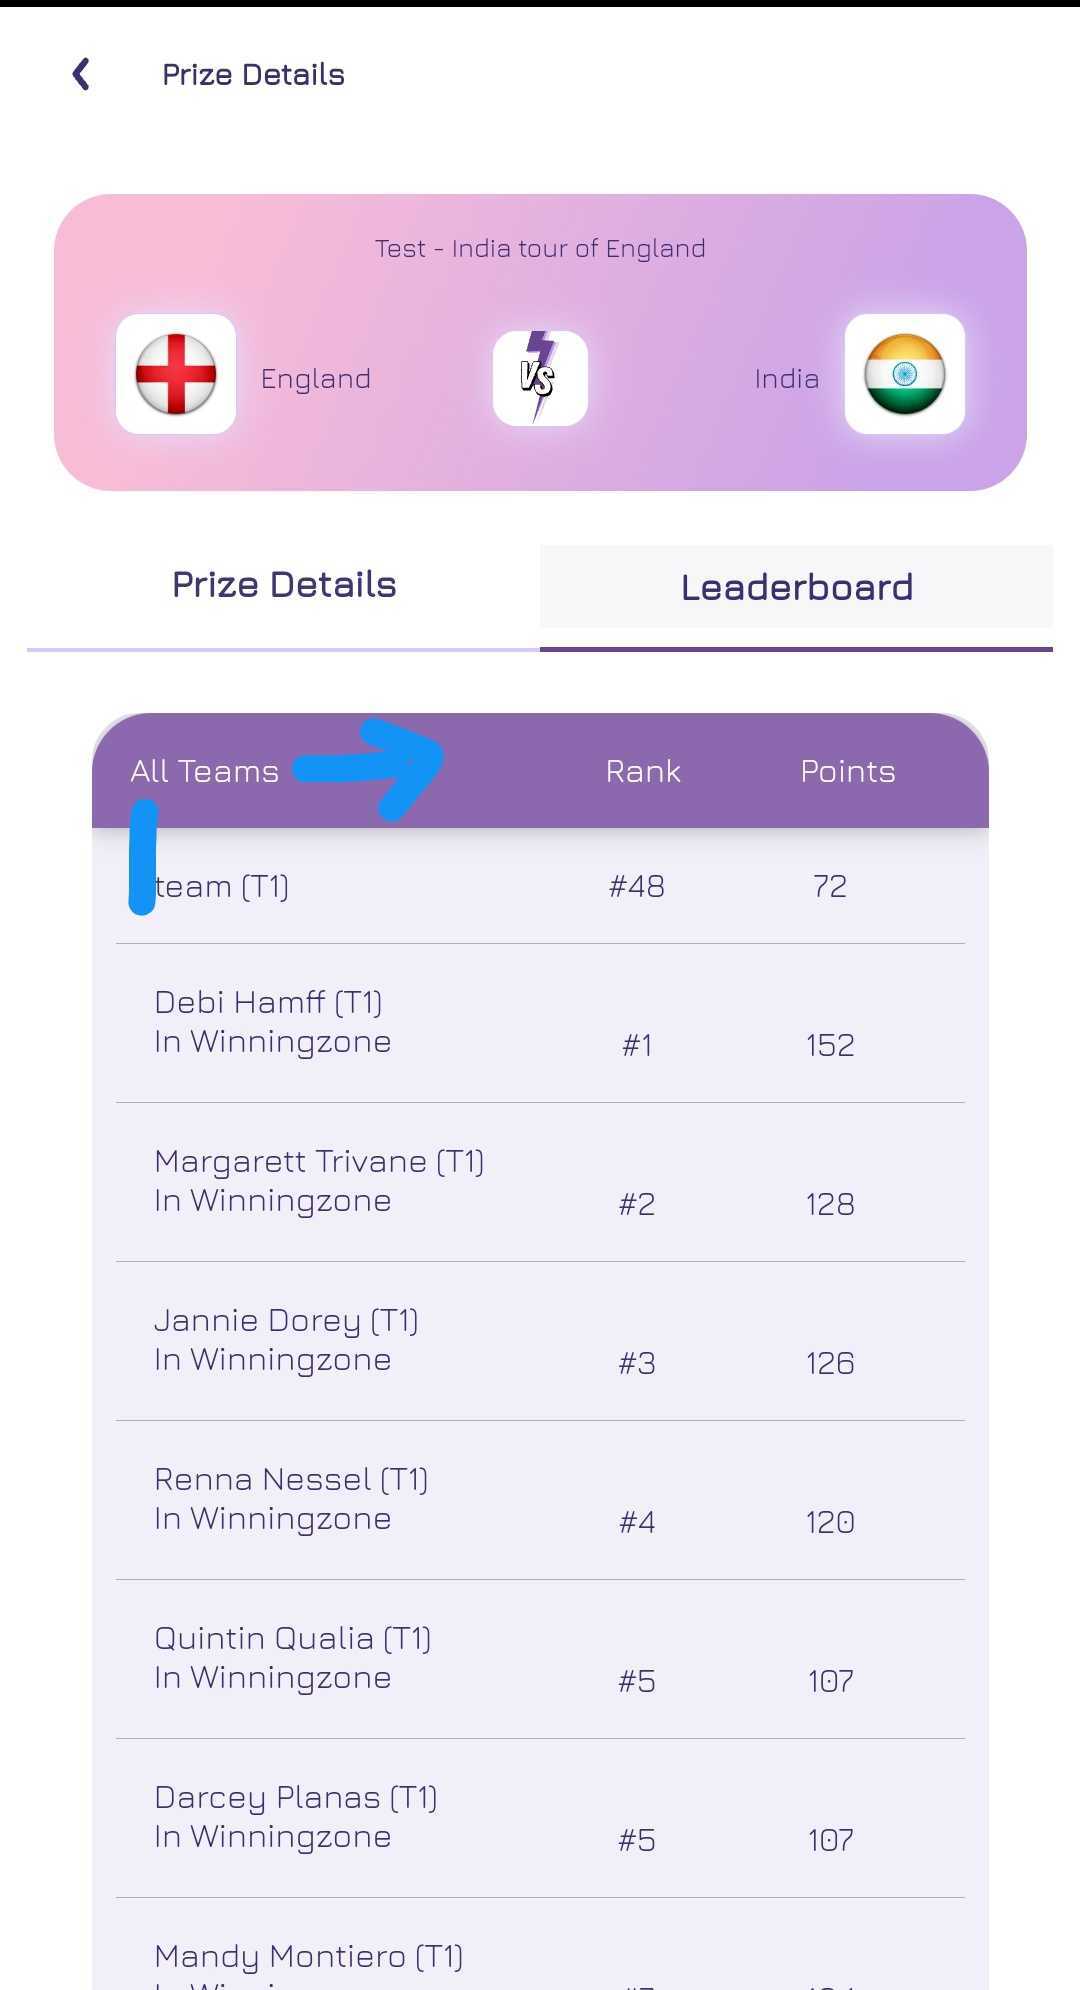 Prize Details
Test - India tour of England
England
VS
India
Prize Details
Leaderboard
All Teams Rank Points
team (T1) #48 72
Debi Hamff (T1)
In Winningzone
#1 152
Margarett Trivane (T1)
In Winningzone
#2 128
Jannie Dorey (T1)
In Winningzone
#3 126
Renna Nessel (T1)
In Winningzone
#4 120
Quintin Qualia (T1)
In Winningzone
#5 107
Darcey Planas (T1)
In Winningzone
#5 107
Mandy Montiero (T1)